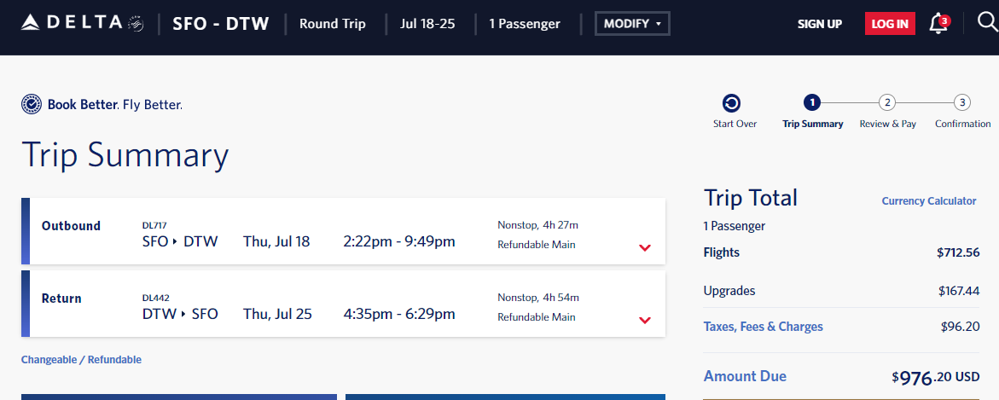 DELTA SFO - DTW Round Trip Jul 18-25 1 Passenger MODIFY SIGN UP LOG IN 3
Book Better. Fly Better.
1 2 3
Start Over Trip Summary Review & Pay Confirmation
Trip Summary
Outbound DL717 SFO DTW Thu, Jul 18 2:22pm - 9:49pm Nonstop, 4h 27m
Refundable Main
Return DL442 DTW SFO Thu, Jul 25 4:35pm - 6:29pm Nonstop, 4h 54m
Refundable Main
Changeable / Refundable
Trip Total Currency Calculator
1 Passenger
Flights $712.56
Upgrades $167.44
Taxes, Fees & Charges $96.20
Amount Due $976.20 USD